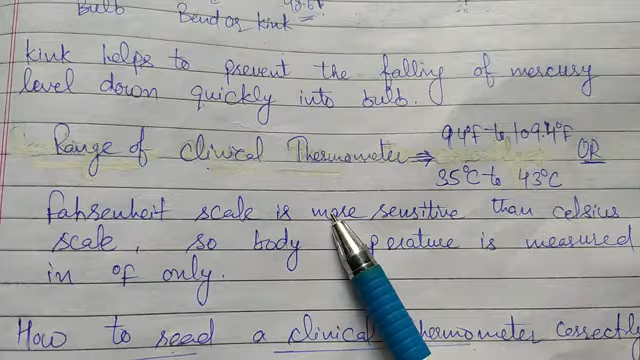 Bulb Bend or kink
kink helps to prevent the falling of mercury
level down quickly into bulb.
Range of clinical Thermometer ⇒ 94°F to 109.4°F OR
35°C to 43°C
Fahrenheit scale is more sensitive than celsius
scale, so body perature is measured
in °F only.
How to read a clinical thermometer correctly